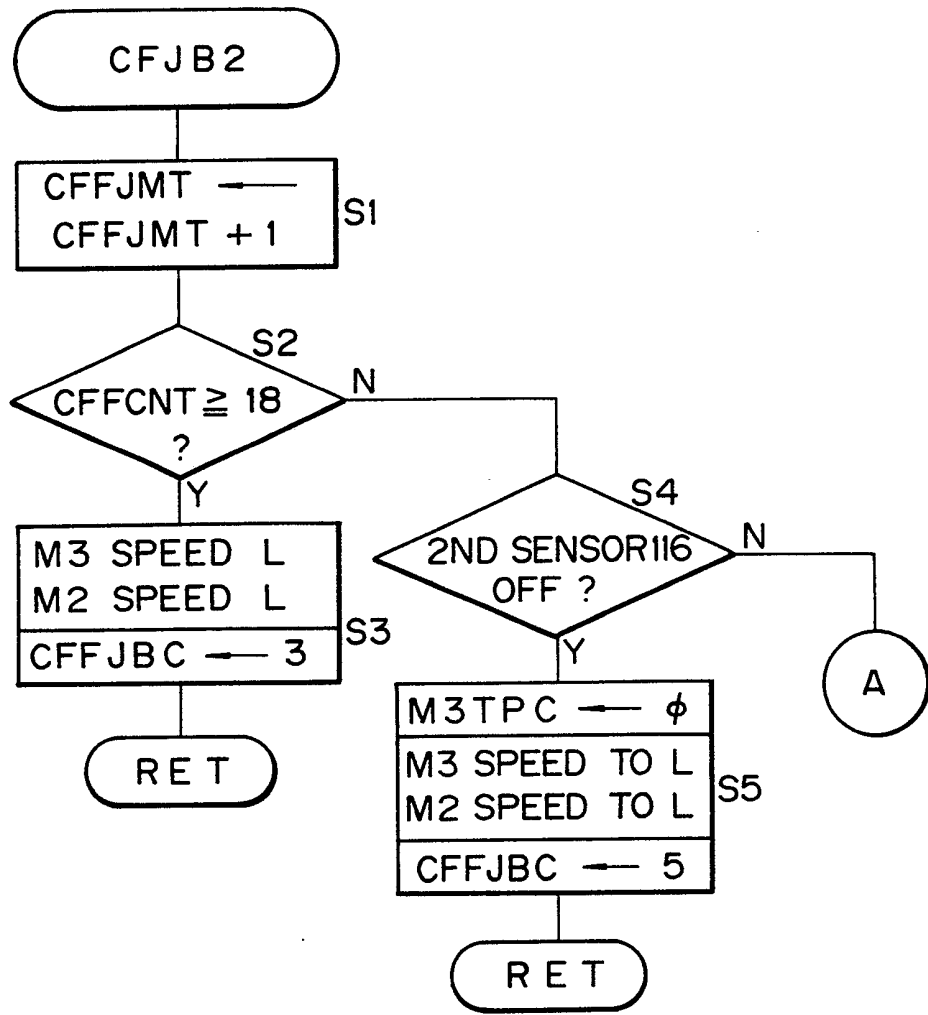 CFJB2
CFFJMT ←
CFFJMT + 1
S1
S2
CFFCNT ≧ 18
?
N
Y
M3 SPEED L
M2 SPEED L
CFFJBC ← 3
S3
RET
S4
2ND SENSOR116
OFF ?
N
A
Y
M3TPC ← ϕ
M3 SPEED TO L
M2 SPEED TO L
S5
CFFJBC ← 5
RET